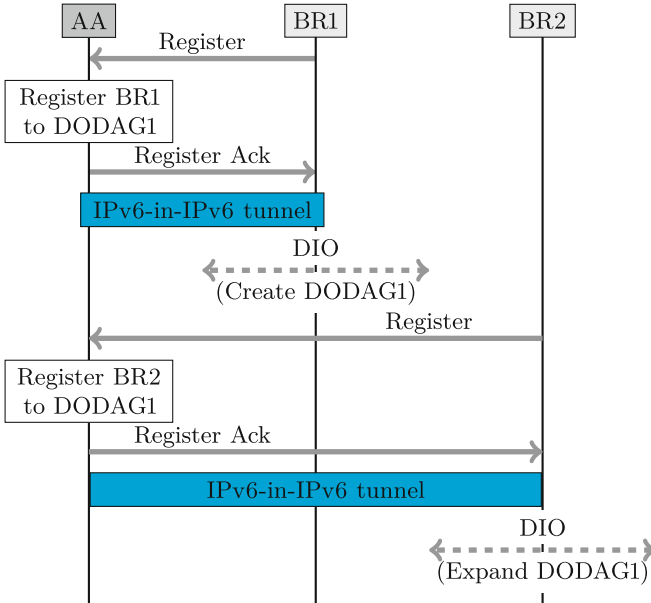 AA
BR1
BR2
Register
Register BR1
to DODAG1
Register Ack
IPv6-in-IPv6 tunnel
DIO
(Create DODAG1)
Register
Register BR2
to DODAG1
Register Ack
IPv6-in-IPv6 tunnel
DIO
(Expand DODAG1)